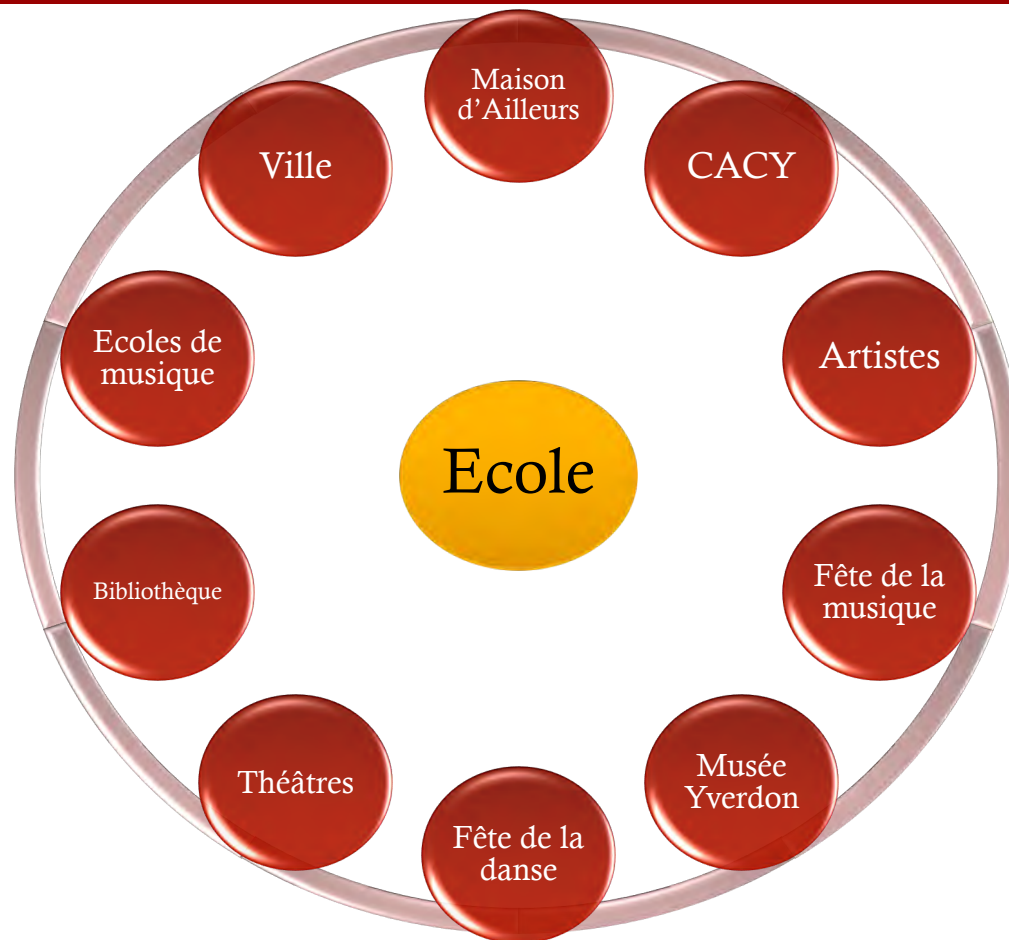 Maison
d'Ailleurs
Ville
CACY
Ecoles de
musique
Artistes
Ecole
Bibliothèque
Fête de la
musique
Théâtres
Musée
Yverdon
Fête de la
danse